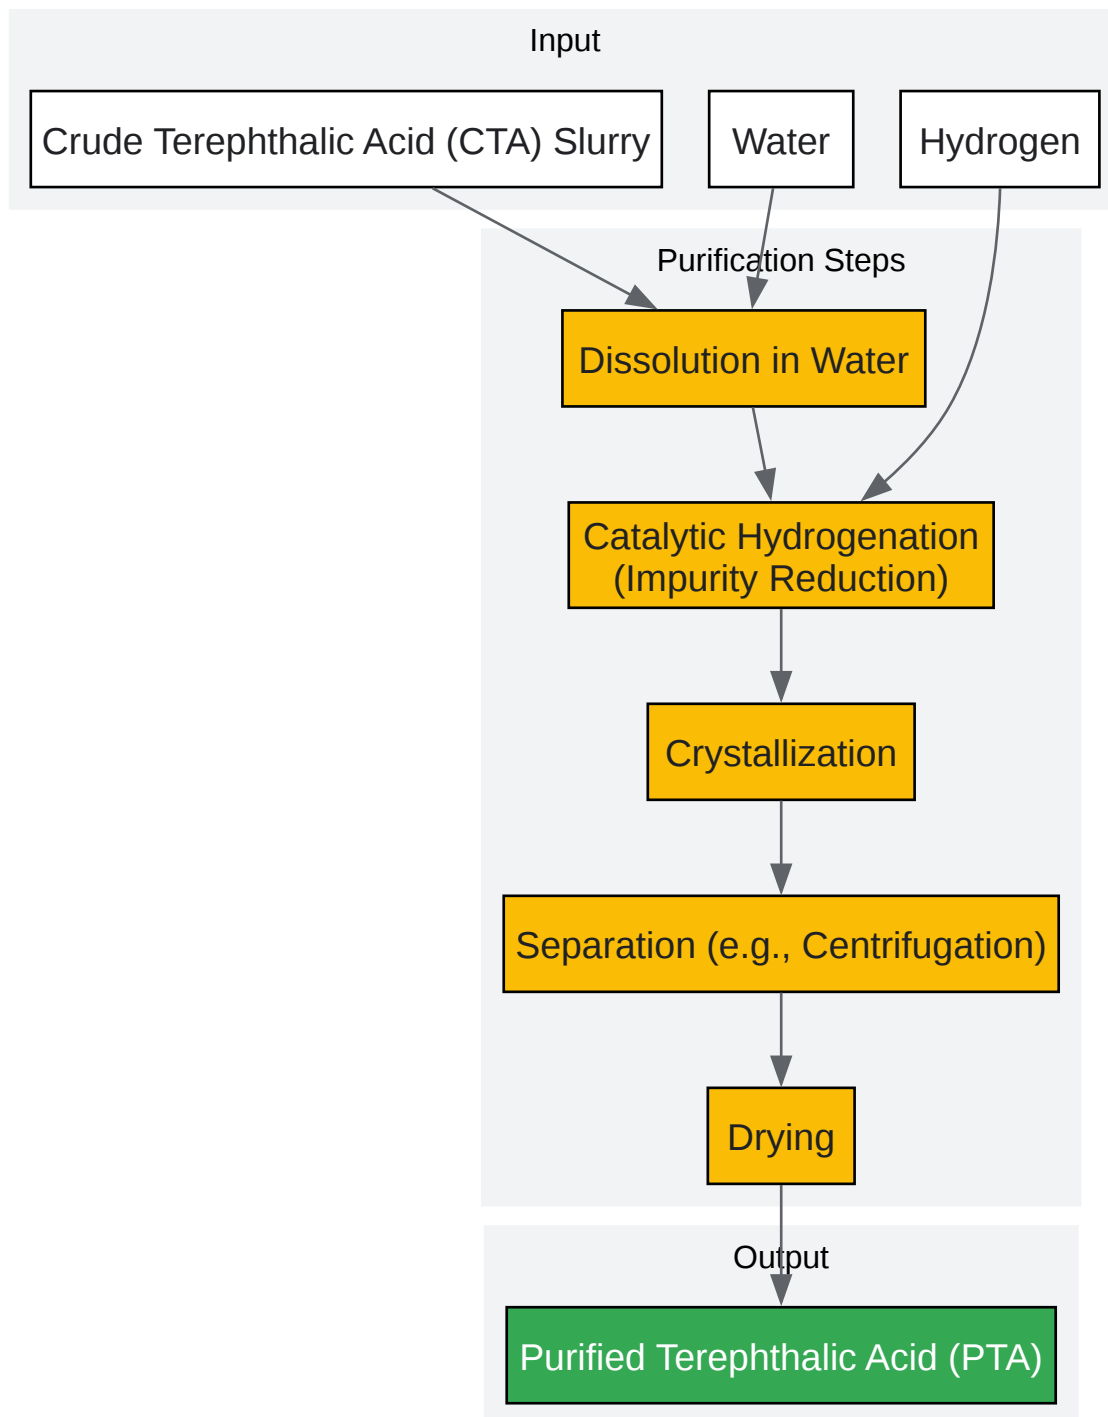 Input
Crude Terephthalic Acid (CTA) Slurry
Water
Hydrogen
Purification Steps
Dissolution in Water
Catalytic Hydrogenation
(Impurity Reduction)
Crystallization
Separation (e.g., Centrifugation)
Drying
Output
Purified Terephthalic Acid (PTA)